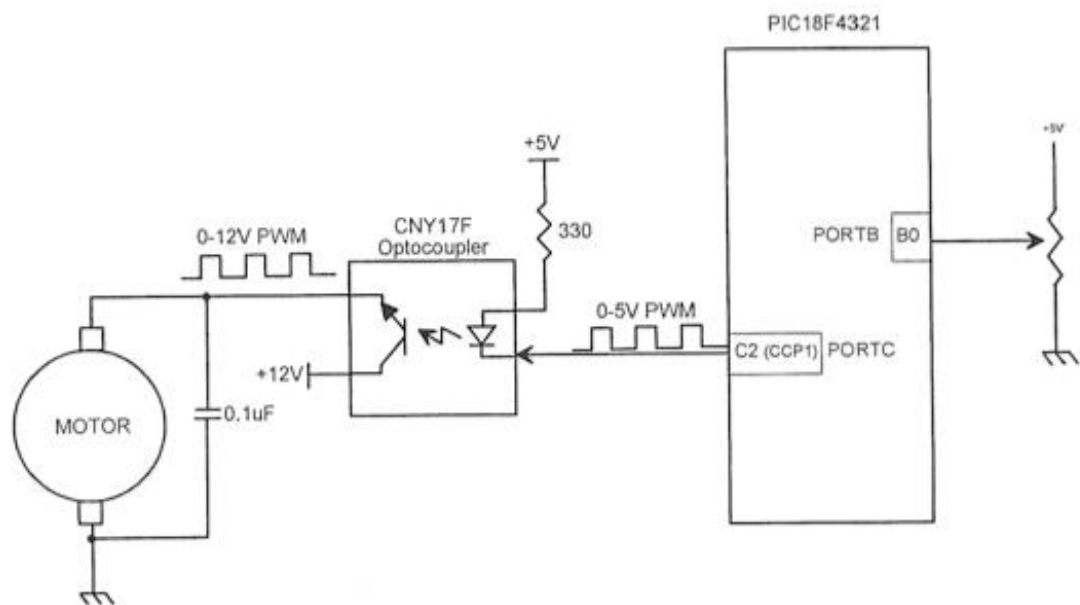 PIC18F4321
+5V
+5V
CNY17F
Optocoupler
330
0-12V PWM
PORTB
B0
0-5V PWM
C2 (CCP1)
PORTC
+12V
0.1uF
MOTOR